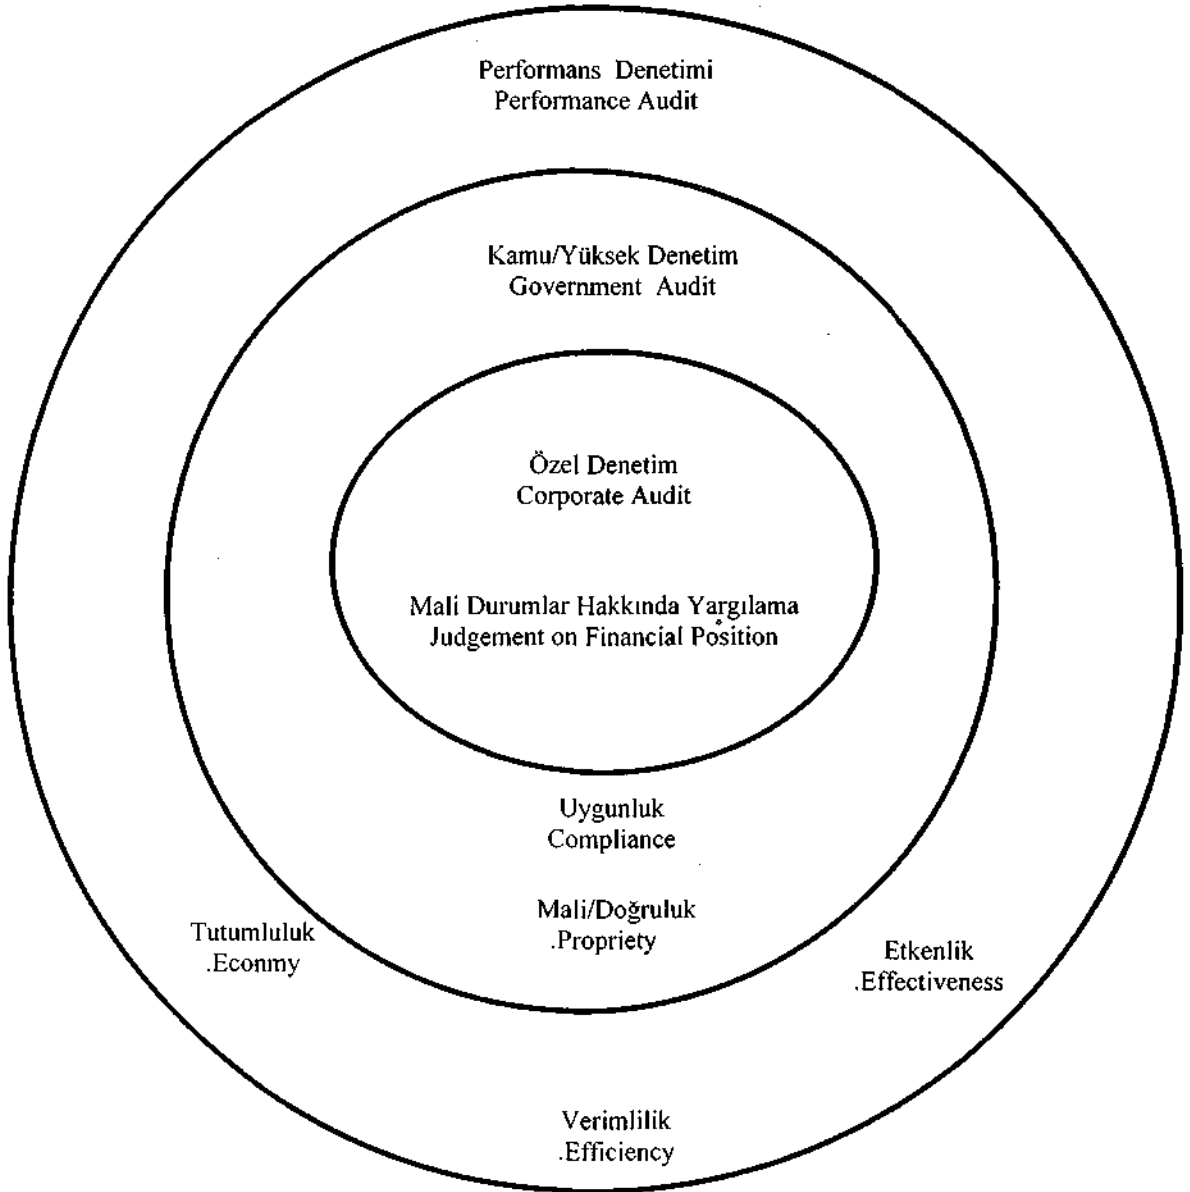 Performans Denetimi
Performance Audit
Kamu/Yüksek Denetim
Government Audit
Özel Denetim
Corporate Audit
Mali Durumlar Hakkında Yargılama
Judgement on Financial Position
Uygunluk
Compliance
Mali/Doğruluk
.Propriety
Tutumluluk
.Econmy
Etkenlik
.Effectiveness
Verimlilik
.Efficiency